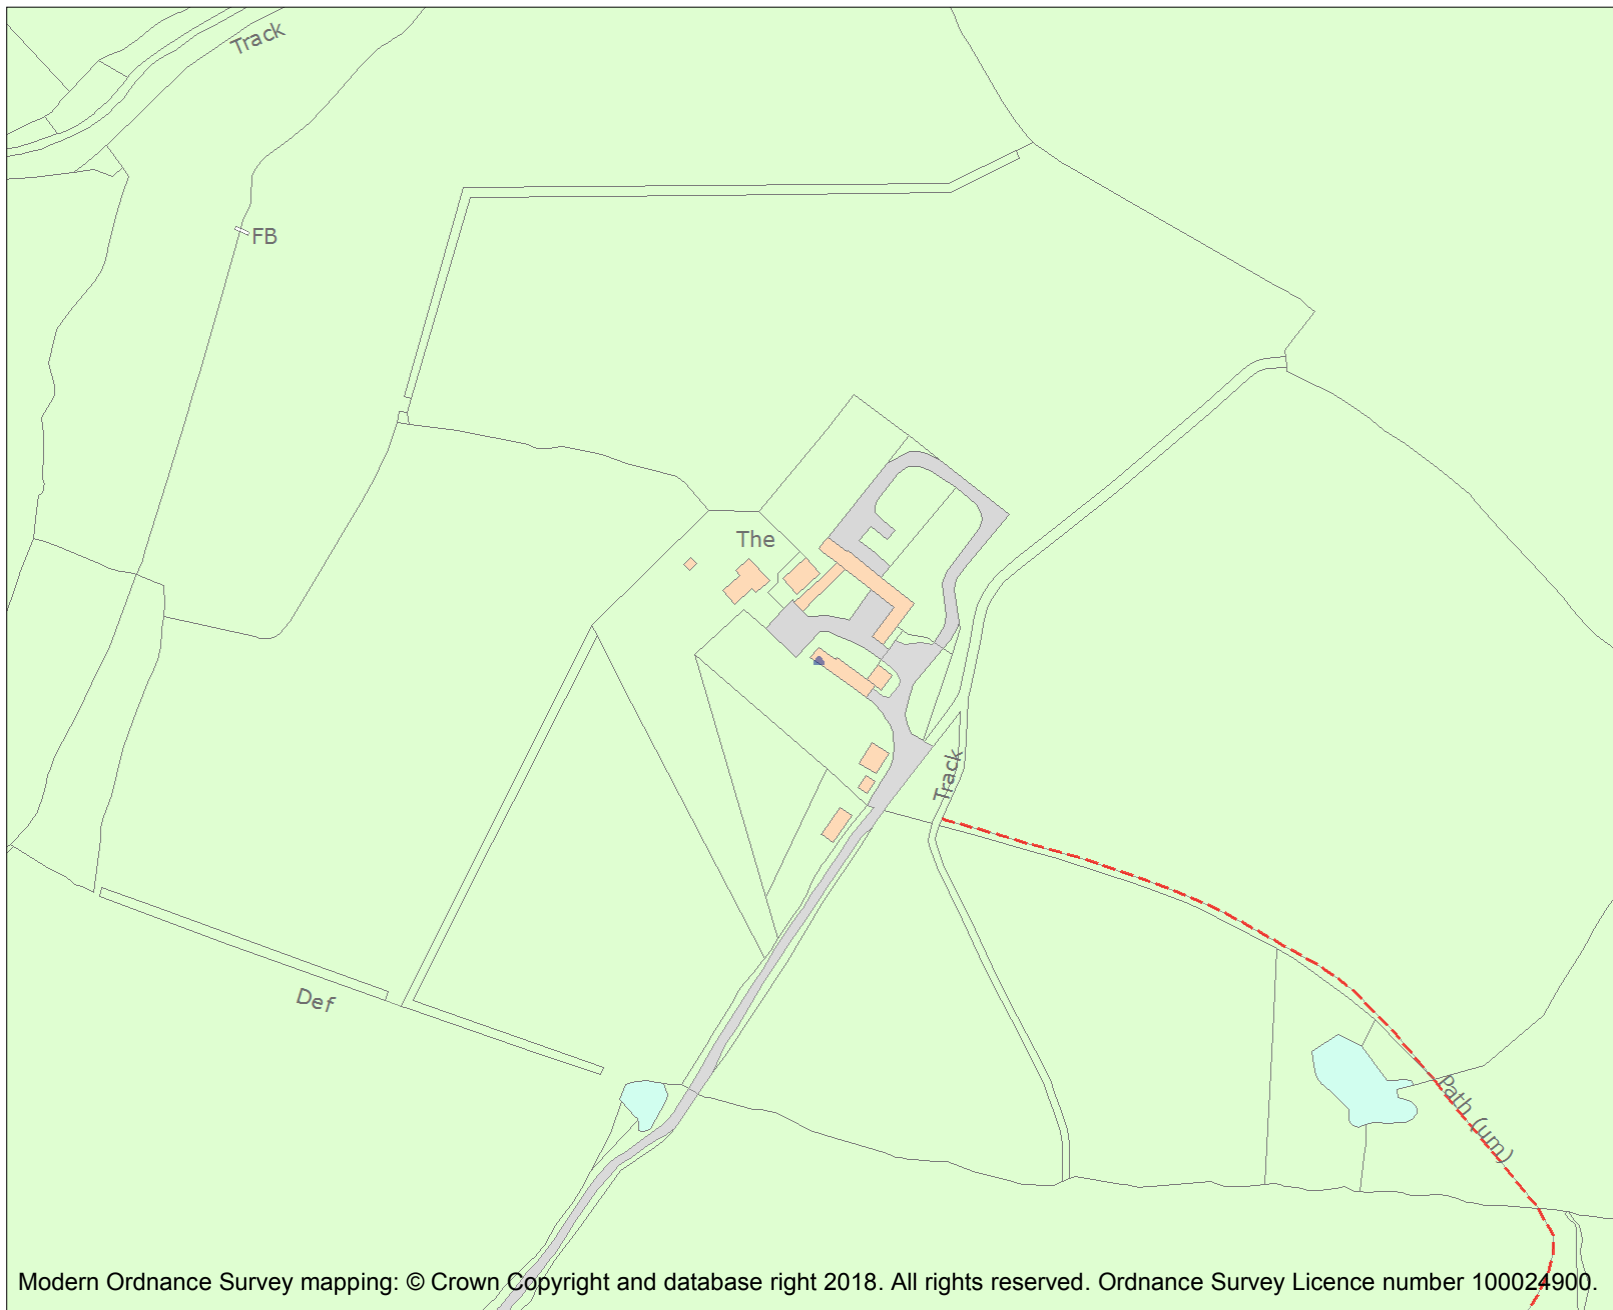 Track
FB
The
Track
Def
Path (um)
Modern Ordnance Survey mapping: © Crown Copyright and database right 2018. All rights reserved. Ordnance Survey Licence number 100024900.